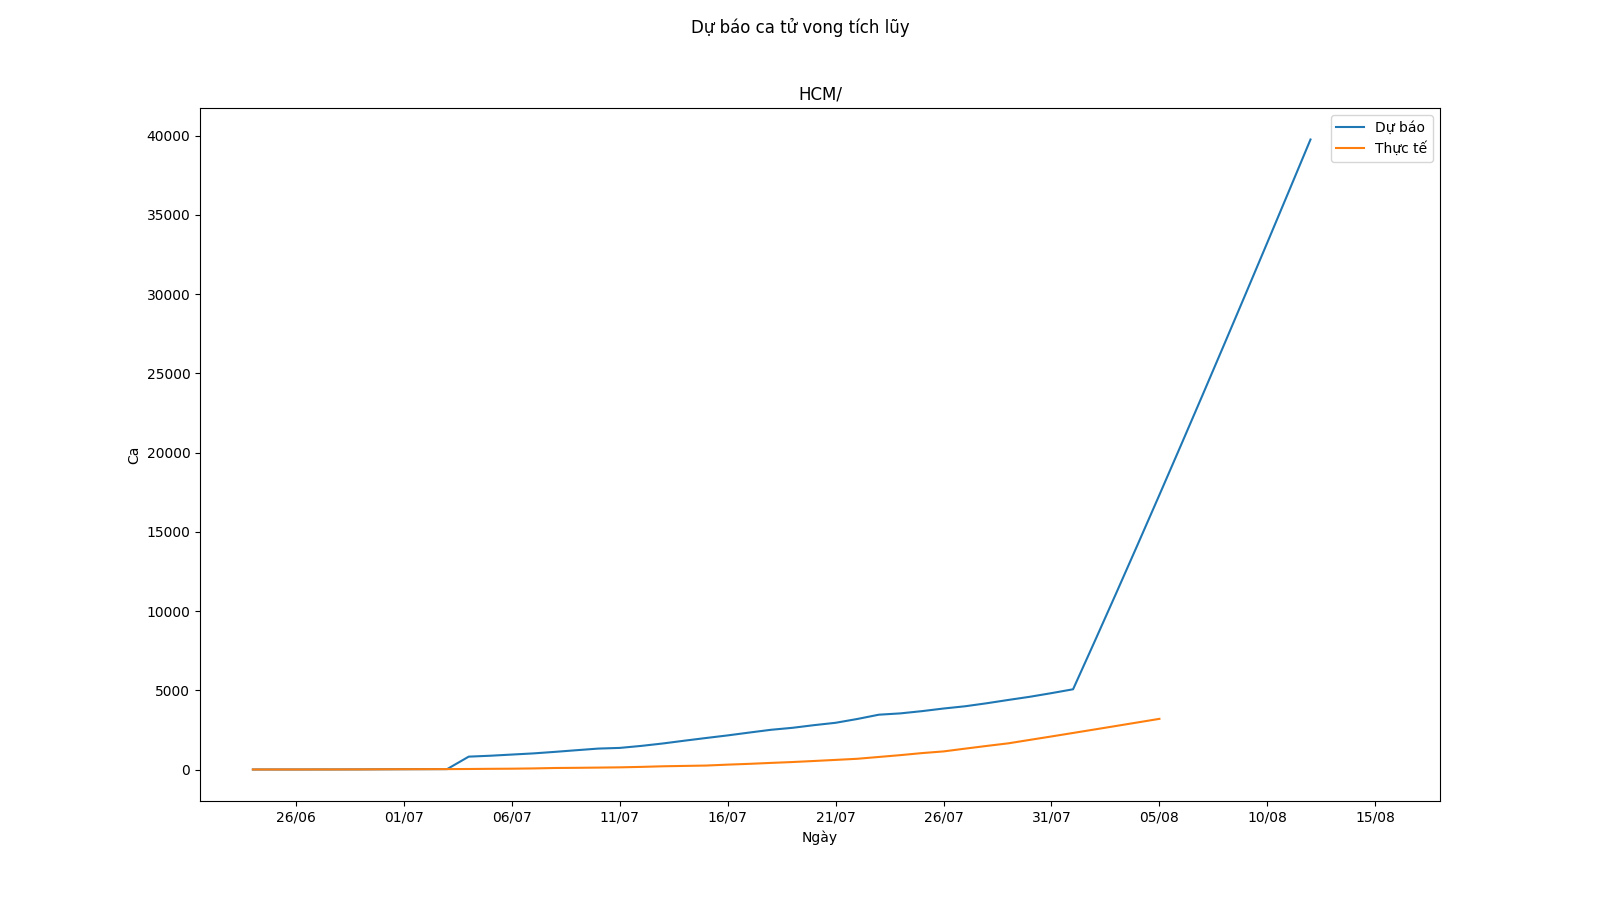 Dự báo ca tử vong tích lũy
HCM/
Dự báo
Thực tế
40000
35000
30000
25000
20000
15000
10000
5000
0
Ca
26/06 01/07 06/07 11/07 16/07 21/07 26/07 31/07 05/08 10/08 15/08
Ngày